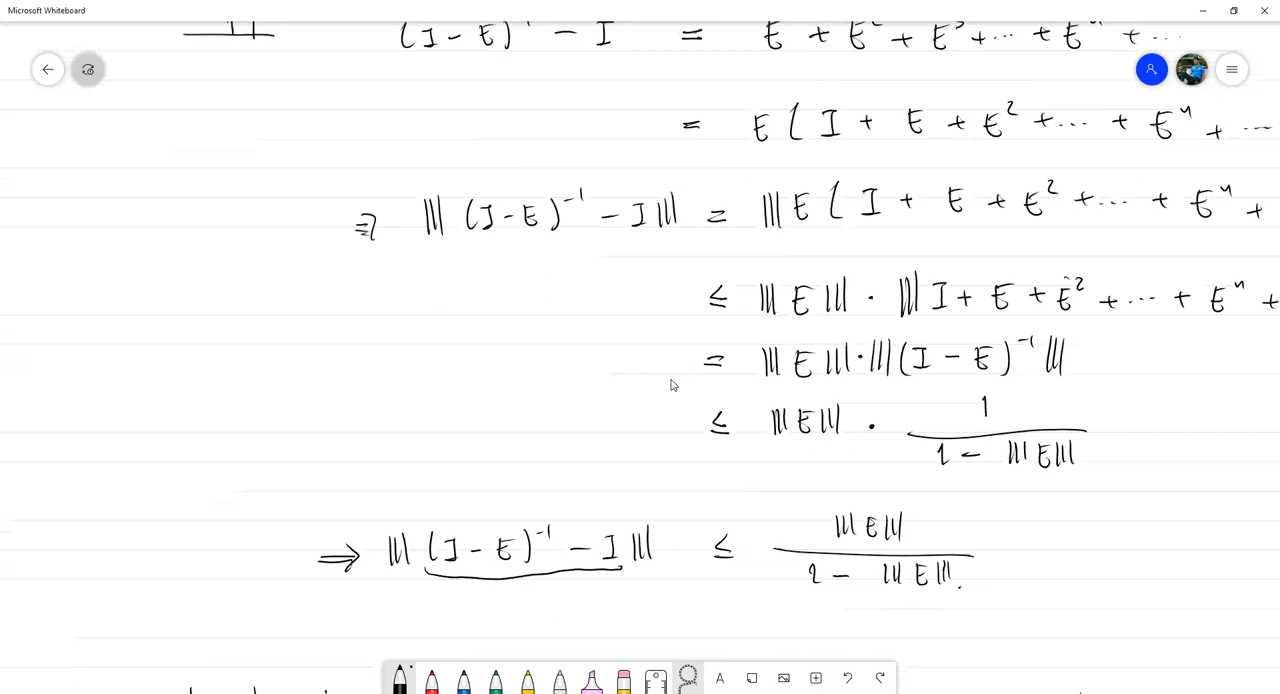 Microsoft Whiteboard
(I - E)⁻¹ - I = E + E² + E³ + ... + Eⁿ + ...
= E ( I + E + E² + ... + Eⁿ + ...
⇒ ||| (I - E)⁻¹ - I ||| = ||| E ( I + E + E² + ... + Eⁿ +
≤ ||| E ||| · ||| I + E + E² + ... + Eⁿ +
= ||| E ||| · ||| (I - E)⁻¹ |||
≤ ||| E ||| · 1 / (1 - ||| E |||)
⇒ ||| (I - E)⁻¹ - I ||| ≤ ||| E ||| / (1 - ||| E |||).